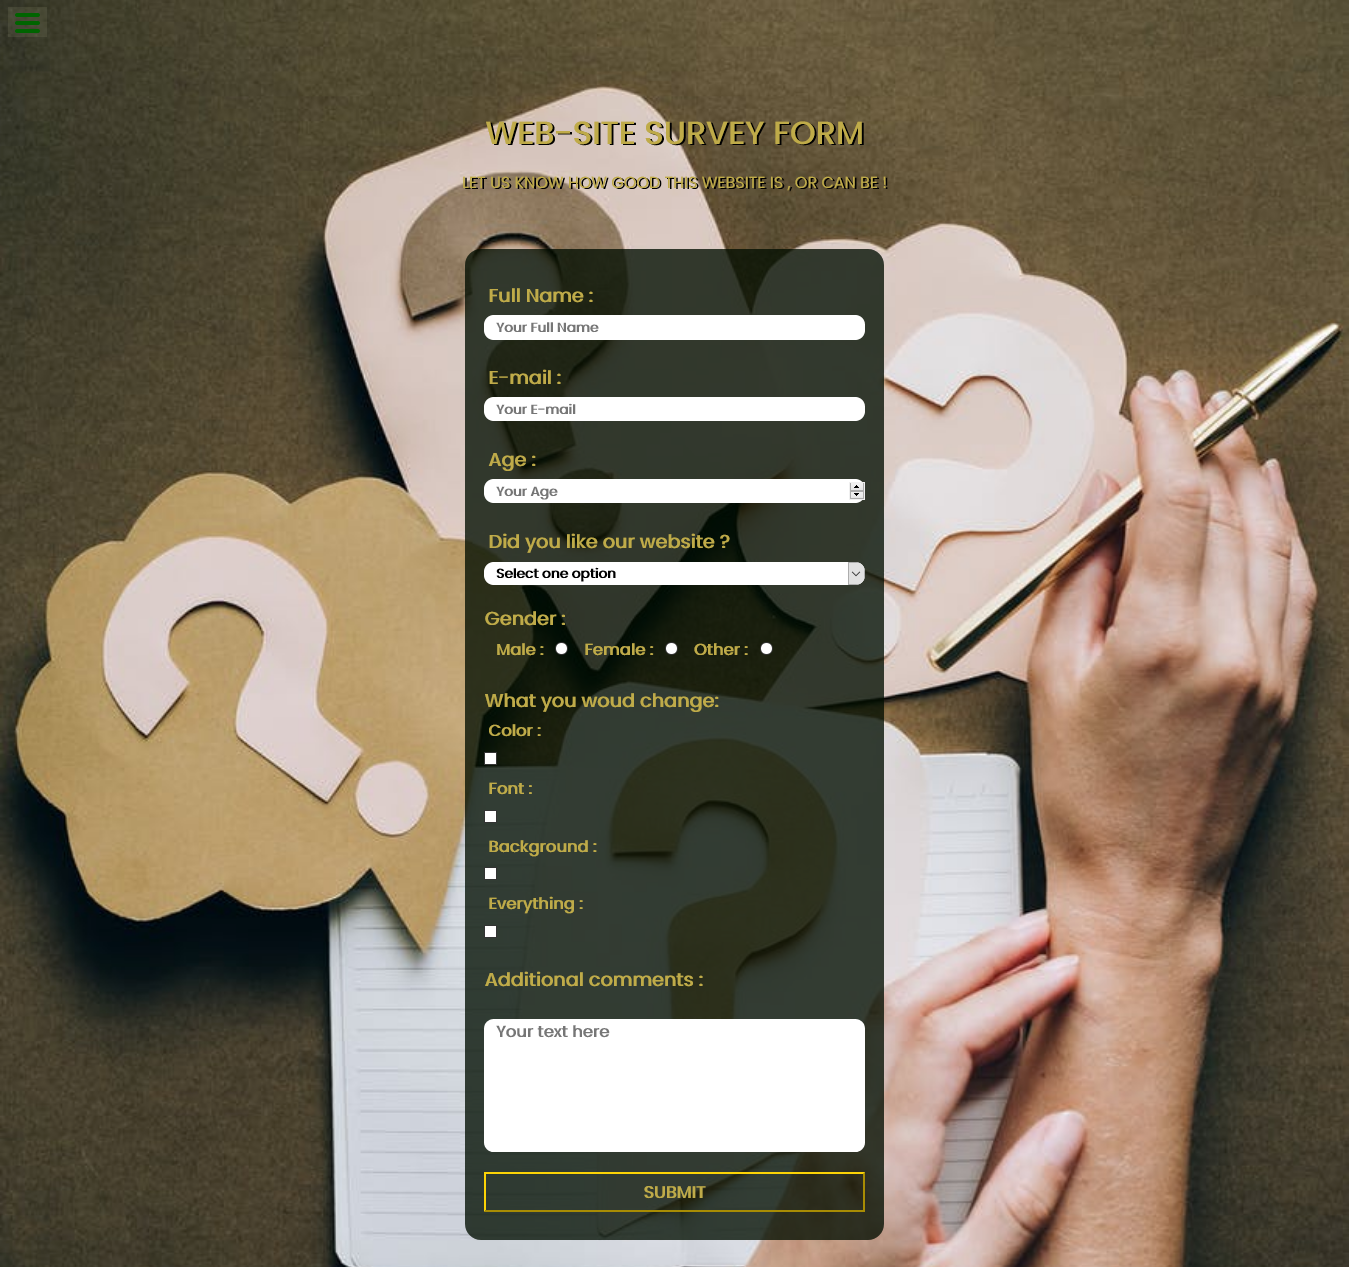 WEB-SITE SURVEY FORM
LET US KNOW HOW GOOD THIS WEBSITE IS , OR CAN BE !
Full Name :
Your Full Name
E-mail :
Your E-mail
Age :
Your Age
Did you like our website ?
Select one option
Gender :
Male : Female : Other :
What you woud change:
Color :
Font :
Background :
Everything :
Additional comments :
Your text here
SUBMIT